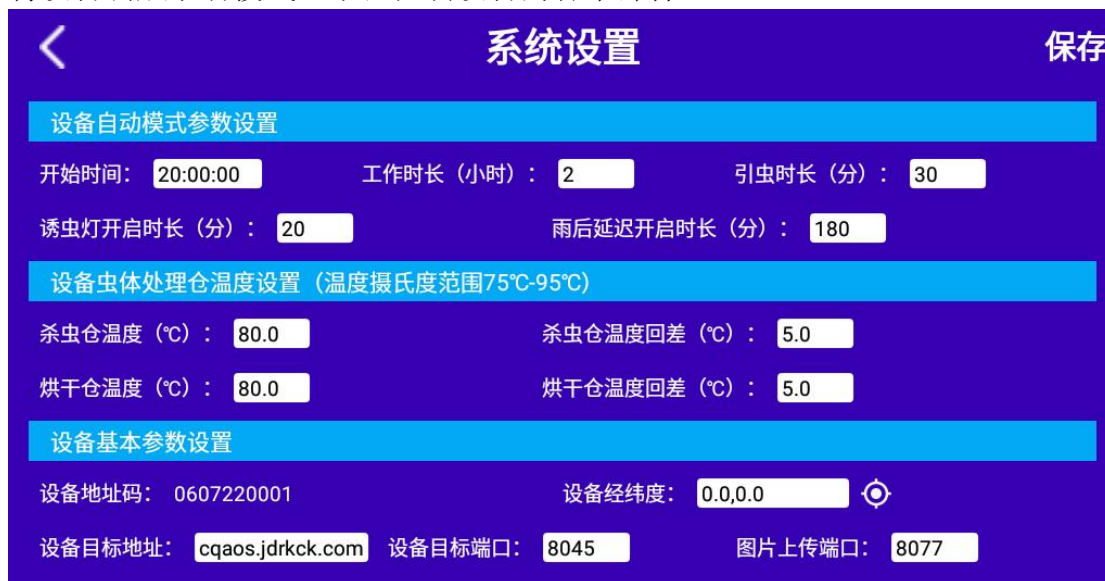 系统设置 保存
设备自动模式参数设置
开始时间： 20:00:00 工作时长（小时）： 2 引虫时长（分）： 30
诱虫灯开启时长（分）： 20 雨后延迟开启时长（分）： 180
设备虫体处理仓温度设置（温度摄氏度范围75℃-95℃）
杀虫仓温度（℃）： 80.0 杀虫仓温度回差（℃）： 5.0
烘干仓温度（℃）： 80.0 烘干仓温度回差（℃）： 5.0
设备基本参数设置
设备地址码： 0607220001 设备经纬度： 0.0,0.0
设备目标地址： cqaos.jdrkck.com 设备目标端口： 8045 图片上传端口： 8077